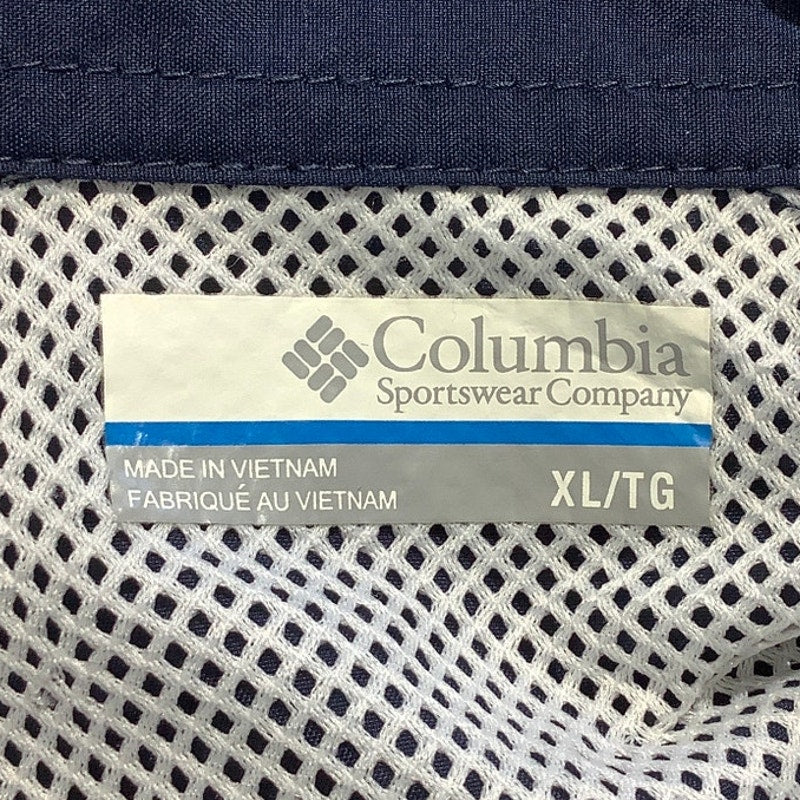 Columbia
Sportswear Company
MADE IN VIETNAM
FABRIQUÉ AU VIETNAM
XL/TG